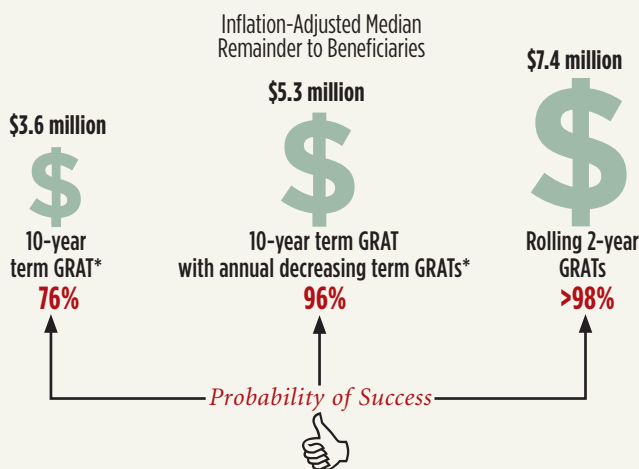 Inflation-Adjusted Median
Remainder to Beneficiaries
$3.6 million
$
10-year
term GRAT*
76%
$5.3 million
$
10-year term GRAT
with annual decreasing term GRATs*
96%
$7.4 million
$
Rolling 2-year
GRATs
>98%
Probability of Success